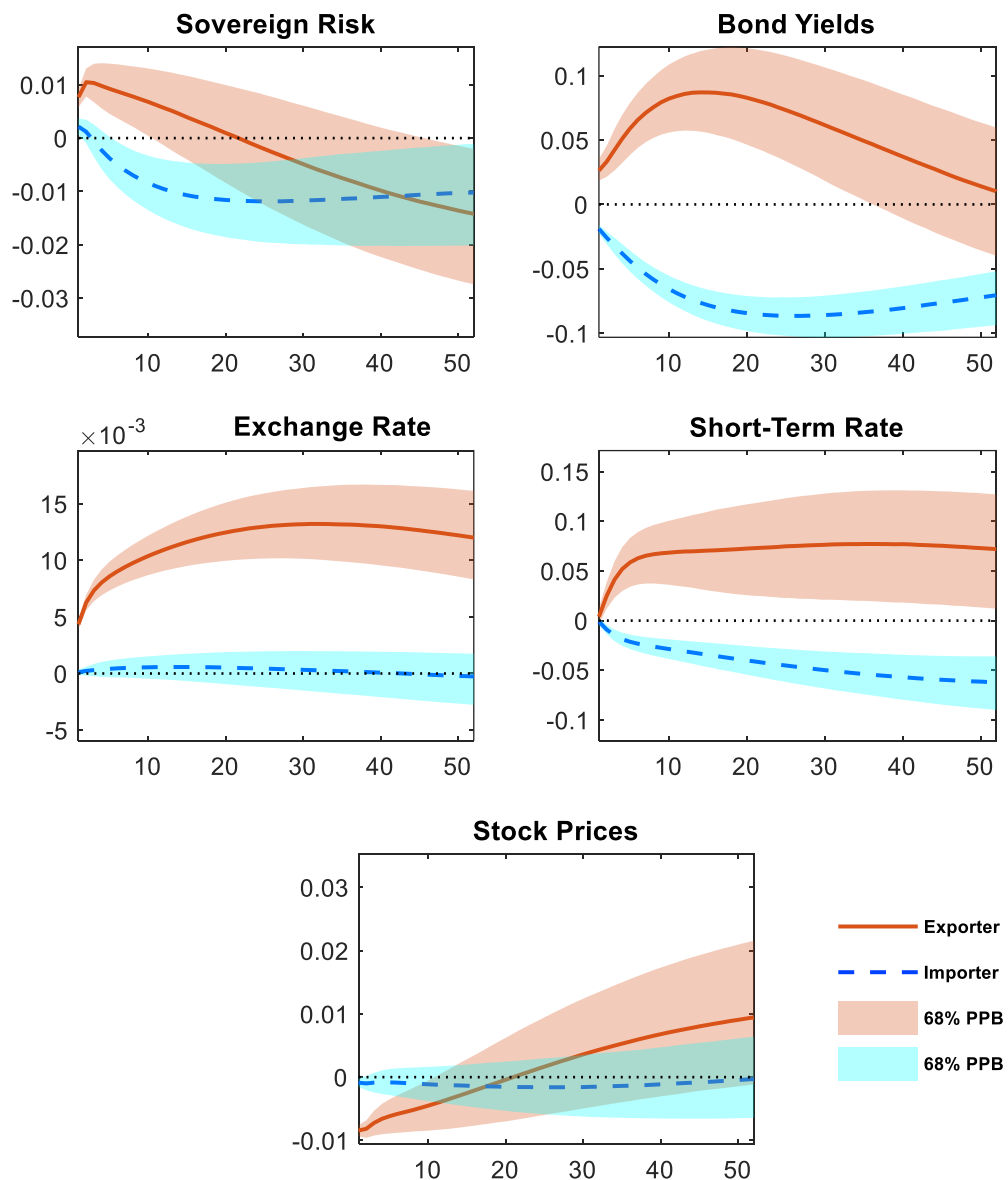 Sovereign Risk
0.01
0
-0.01
-0.02
-0.03
10 20 30 40 50
Bond Yields
0.1
0.05
0
-0.05
-0.1
10 20 30 40 50
Exchange Rate
×10⁻³
15
10
5
0
-5
10 20 30 40 50
Short-Term Rate
0.15
0.1
0.05
0
-0.05
-0.1
10 20 30 40 50
Stock Prices
0.03
0.02
0.01
0
-0.01
10 20 30 40 50
Exporter
Importer
68% PPB
68% PPB